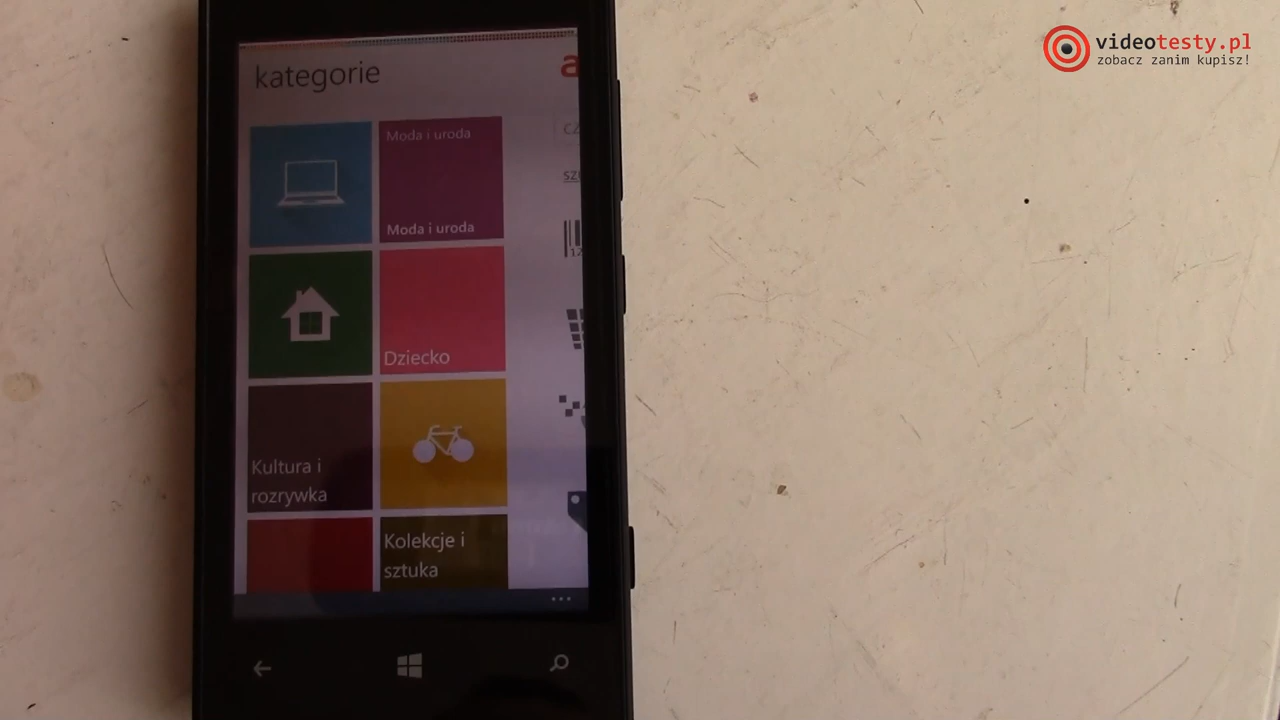 videotesty.pl
zobacz zanim kupisz!
kategorie
a
Moda i uroda
Moda i uroda
Dziecko
Kultura i
rozrywka
Kolekcje i
sztuka